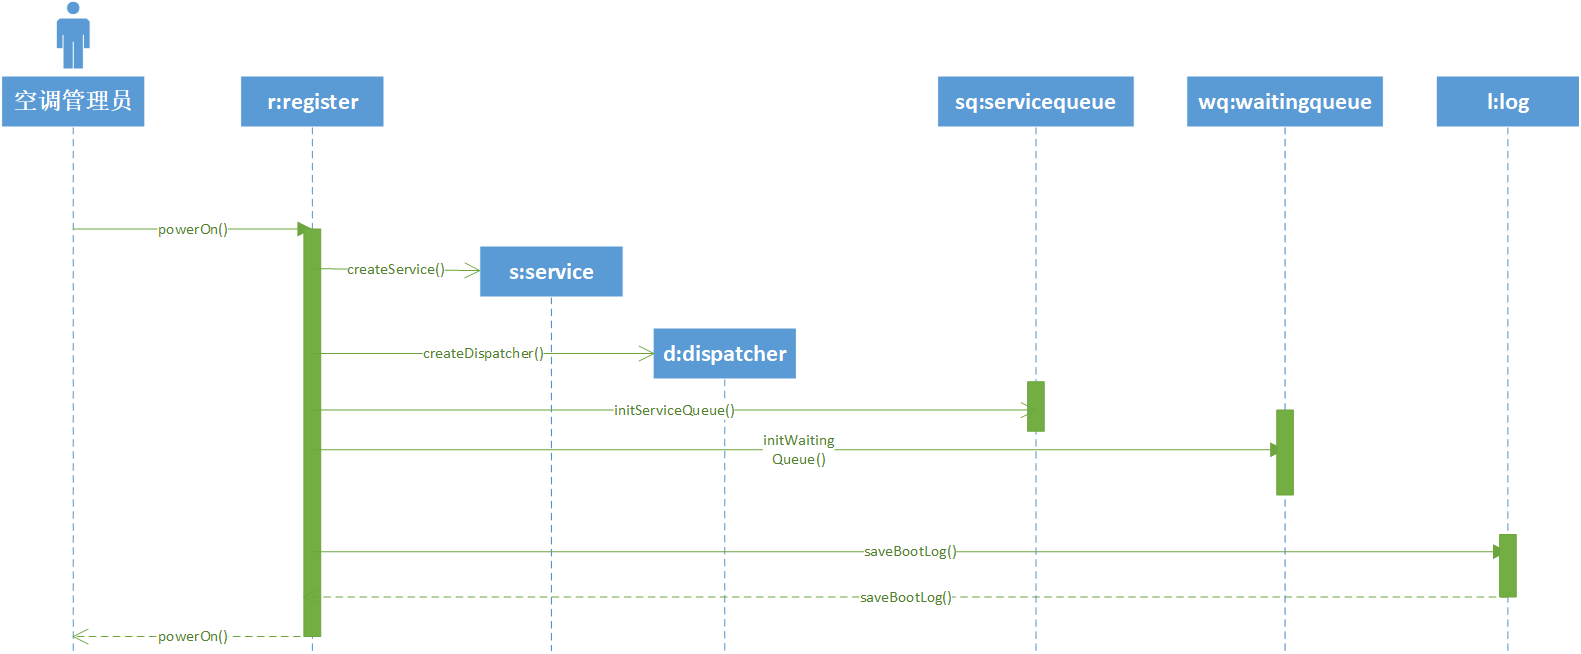 空调管理员
r:register
sq:servicequeue
wq:waitingqueue
l:log
powerOn()
createService()
s:service
createDispatcher()
d:dispatcher
initServiceQueue()
initWaiting
Queue()
saveBootLog()
saveBootLog()
powerOn()